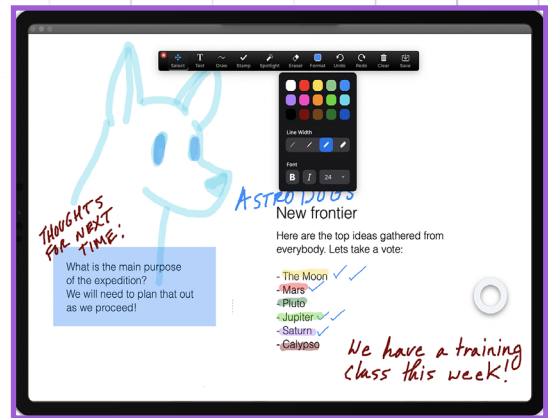 Select Text Draw Stamp Spotlight Eraser Format Undo Redo Clear Save
Line Width
Font
B I 24
ASTRODOGS
THOUGHTS
FOR NEXT
TIME:
What is the main purpose
of the expedition?
We will need to plan that out
as we proceed!
New frontier
Here are the top ideas gathered from
everybody. Lets take a vote:
- The Moon
- Mars
- Pluto
- Jupiter
- Saturn
- Calypso
We have a training
class this week!